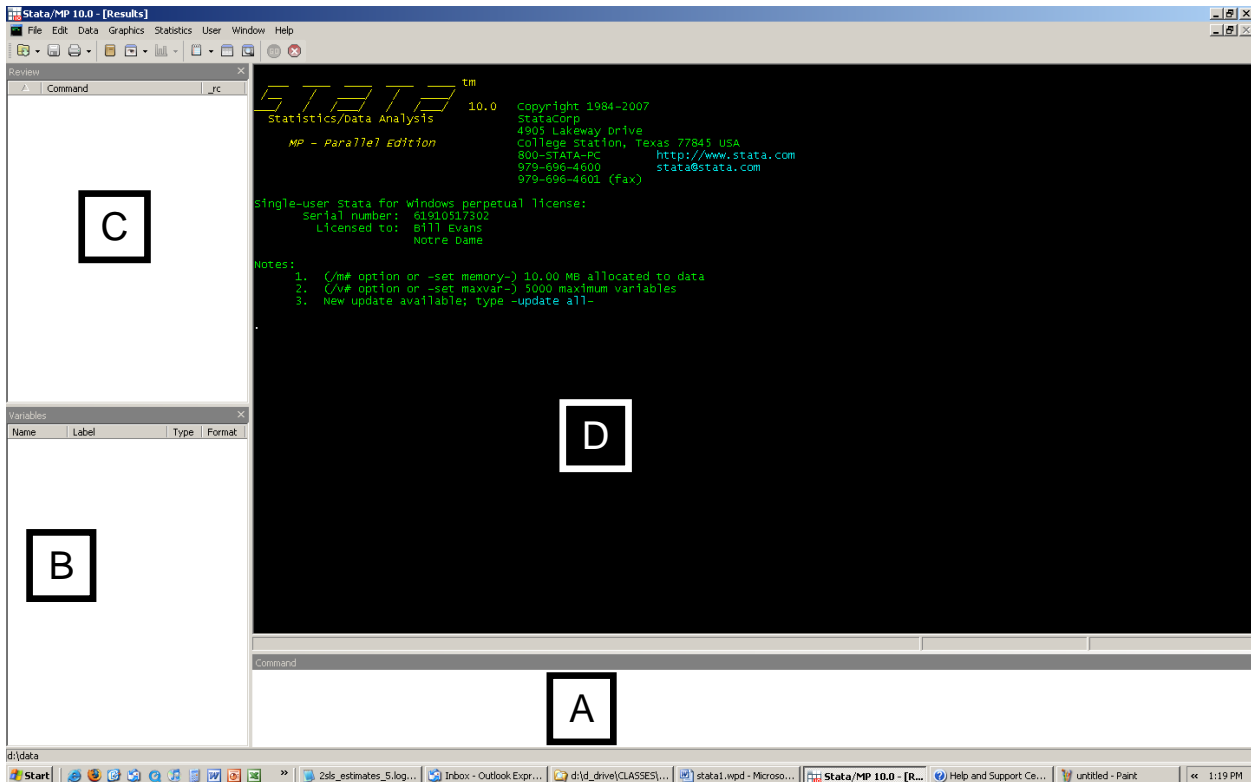 Stata/MP 10.0 - [Results]
File Edit Data Graphics Statistics User Window Help
Review
Command _rc
C
Variables
Name Label Type Format
B
STATA tm
10.0 Copyright 1984-2007
Statistics/Data Analysis StataCorp
4905 Lakeway Drive
MP - Parallel Edition College Station, Texas 77845 USA
800-STATA-PC http://www.stata.com
979-696-4600 stata@stata.com
979-696-4601 (fax)
Single-user Stata for Windows perpetual license:
Serial number: 61910517302
Licensed to: Bill Evans
Notre Dame
Notes:
1. (/m# option or -set memory-) 10.00 MB allocated to data
2. (/v# option or -set maxvar-) 5000 maximum variables
3. New update available; type -update all-
.
D
Command
A
d:\data
Start » 2sls_estimates_5.log... Inbox - Outlook Expr... d:\d_drive\CLASSES\... stata1.wpd - Microso... Stata/MP 10.0 - [R... Help and Support Ce... untitled - Paint « 1:19 PM